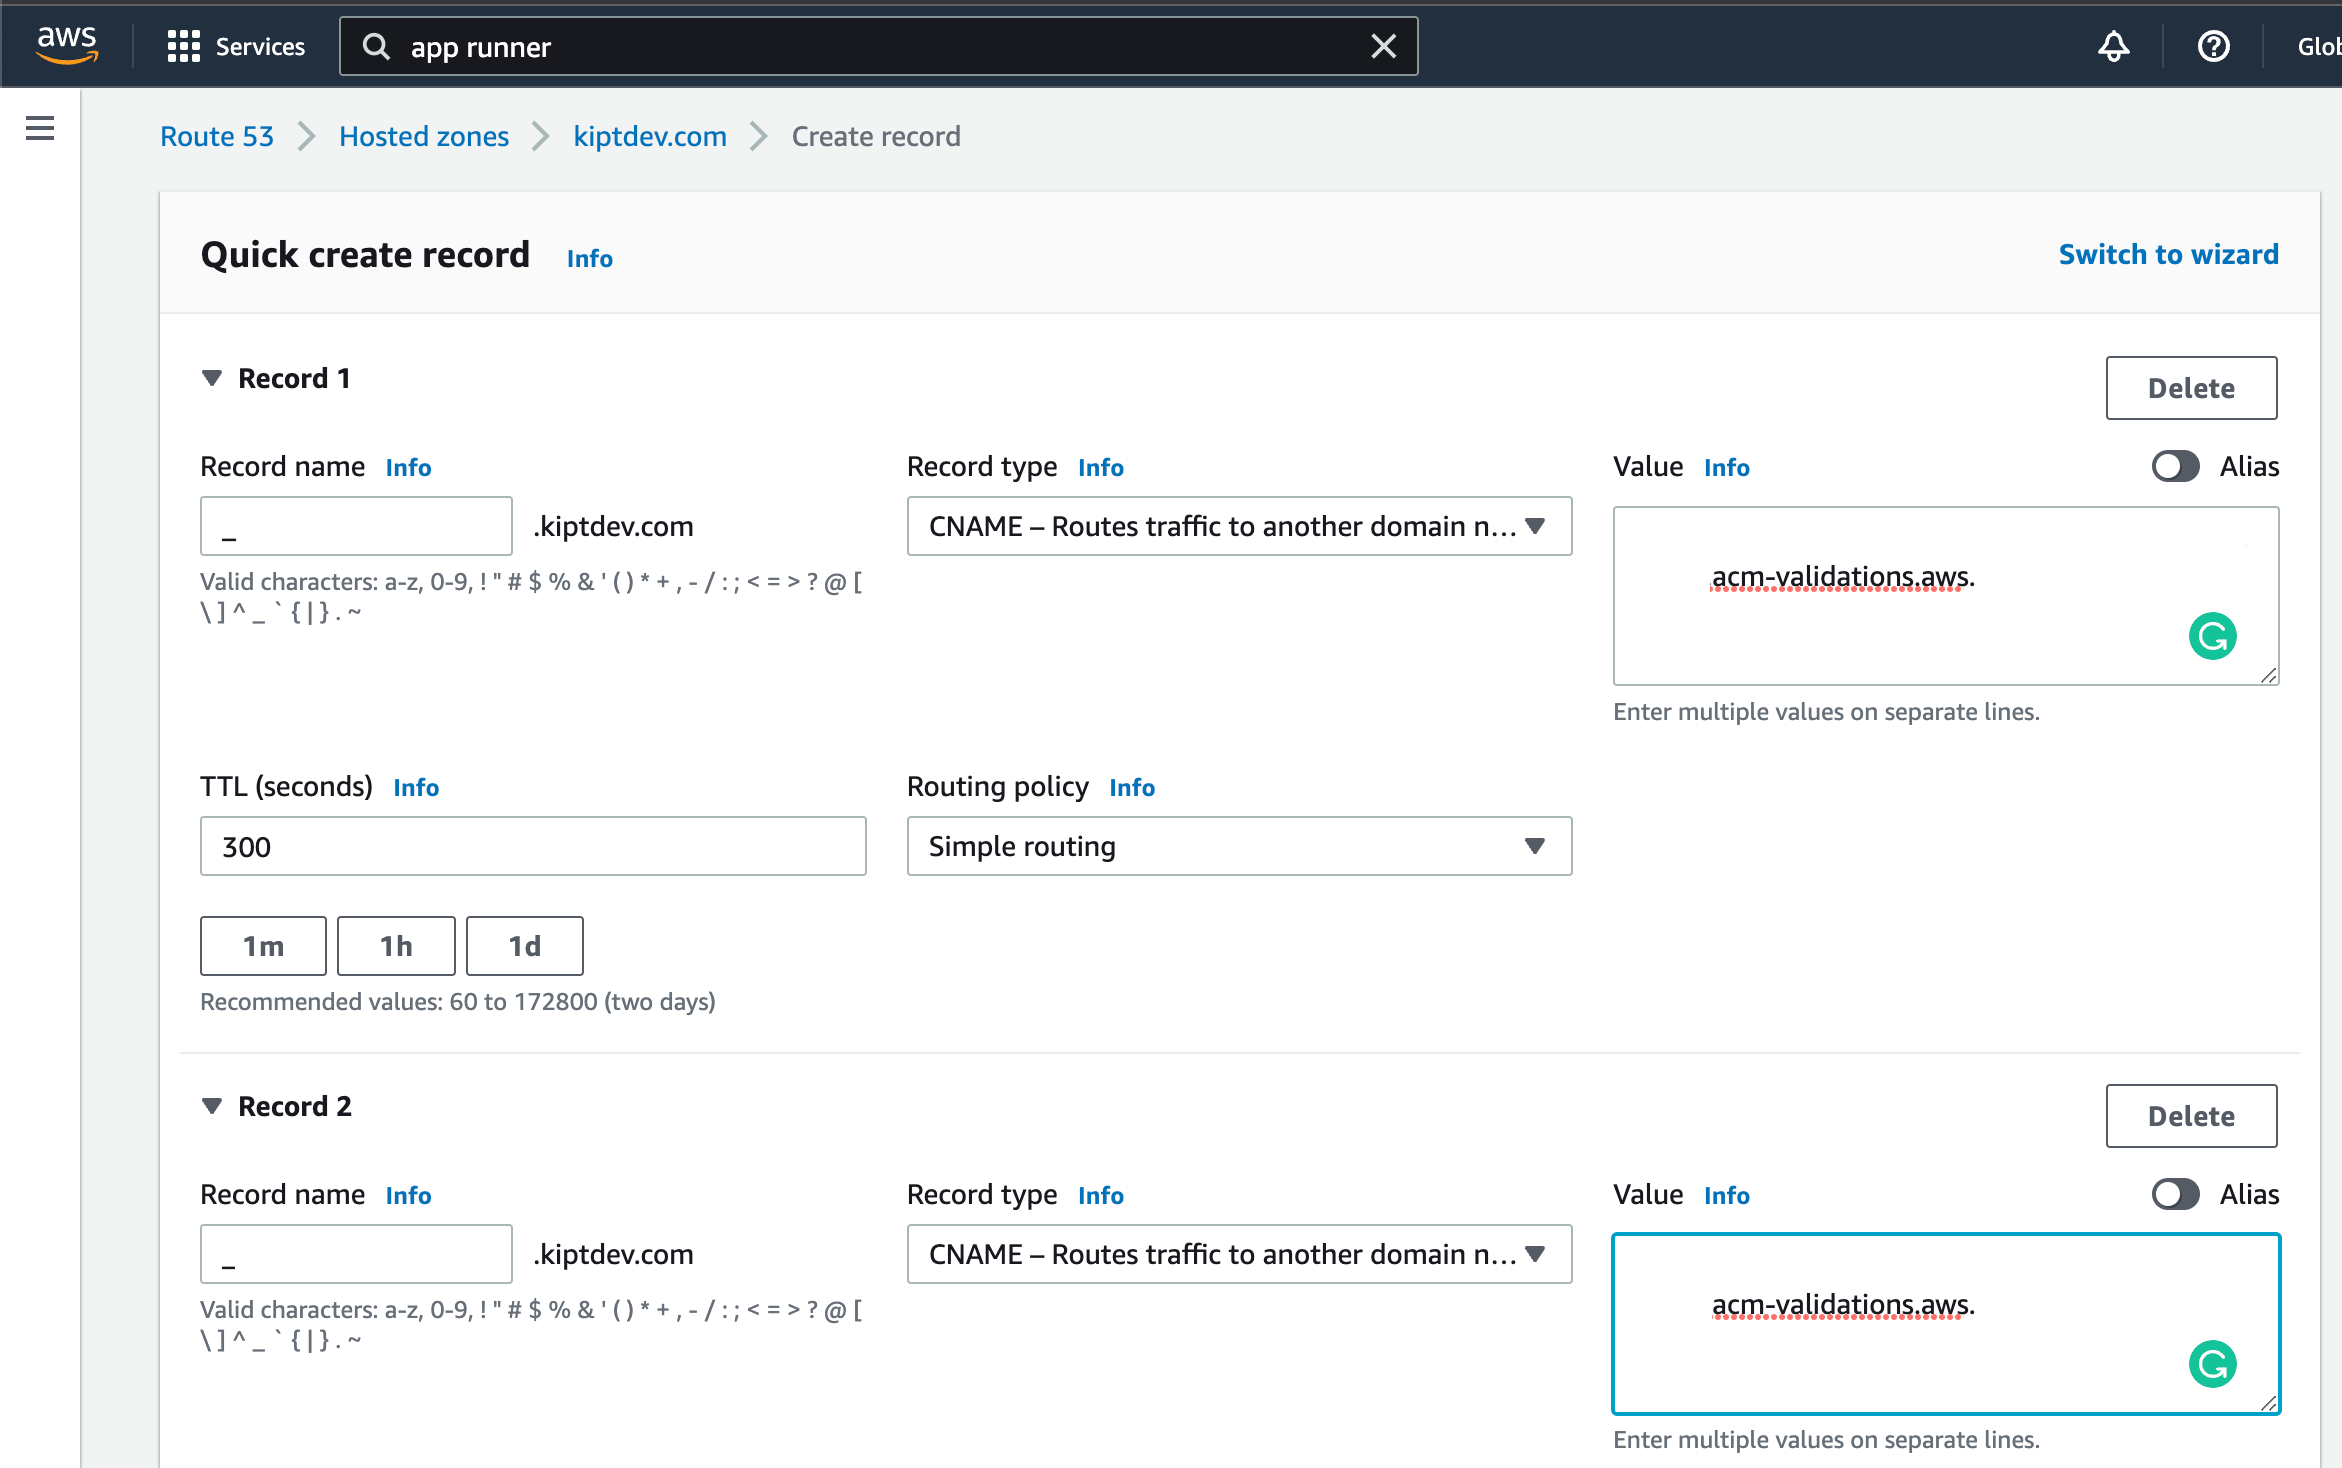 aws Services app runner Glob
Route 53 Hosted zones kiptdev.com Create record
Quick create record Info Switch to wizard
Record 1 Delete
Record name Info Record type Info Value Info Alias
_ .kiptdev.com CNAME – Routes traffic to another domain n...
acm-validations.aws.
Valid characters: a-z, 0-9, ! " # $ % & ' ( ) * + , - / : ; < = > ? @ [
\ ] ^ _ ` { | } . ~
Enter multiple values on separate lines.
TTL (seconds) Info Routing policy Info
300 Simple routing
1m 1h 1d
Recommended values: 60 to 172800 (two days)
Record 2 Delete
Record name Info Record type Info Value Info Alias
_ .kiptdev.com CNAME – Routes traffic to another domain n...
acm-validations.aws.
Valid characters: a-z, 0-9, ! " # $ % & ' ( ) * + , - / : ; < = > ? @ [
\ ] ^ _ ` { | } . ~
Enter multiple values on separate lines.